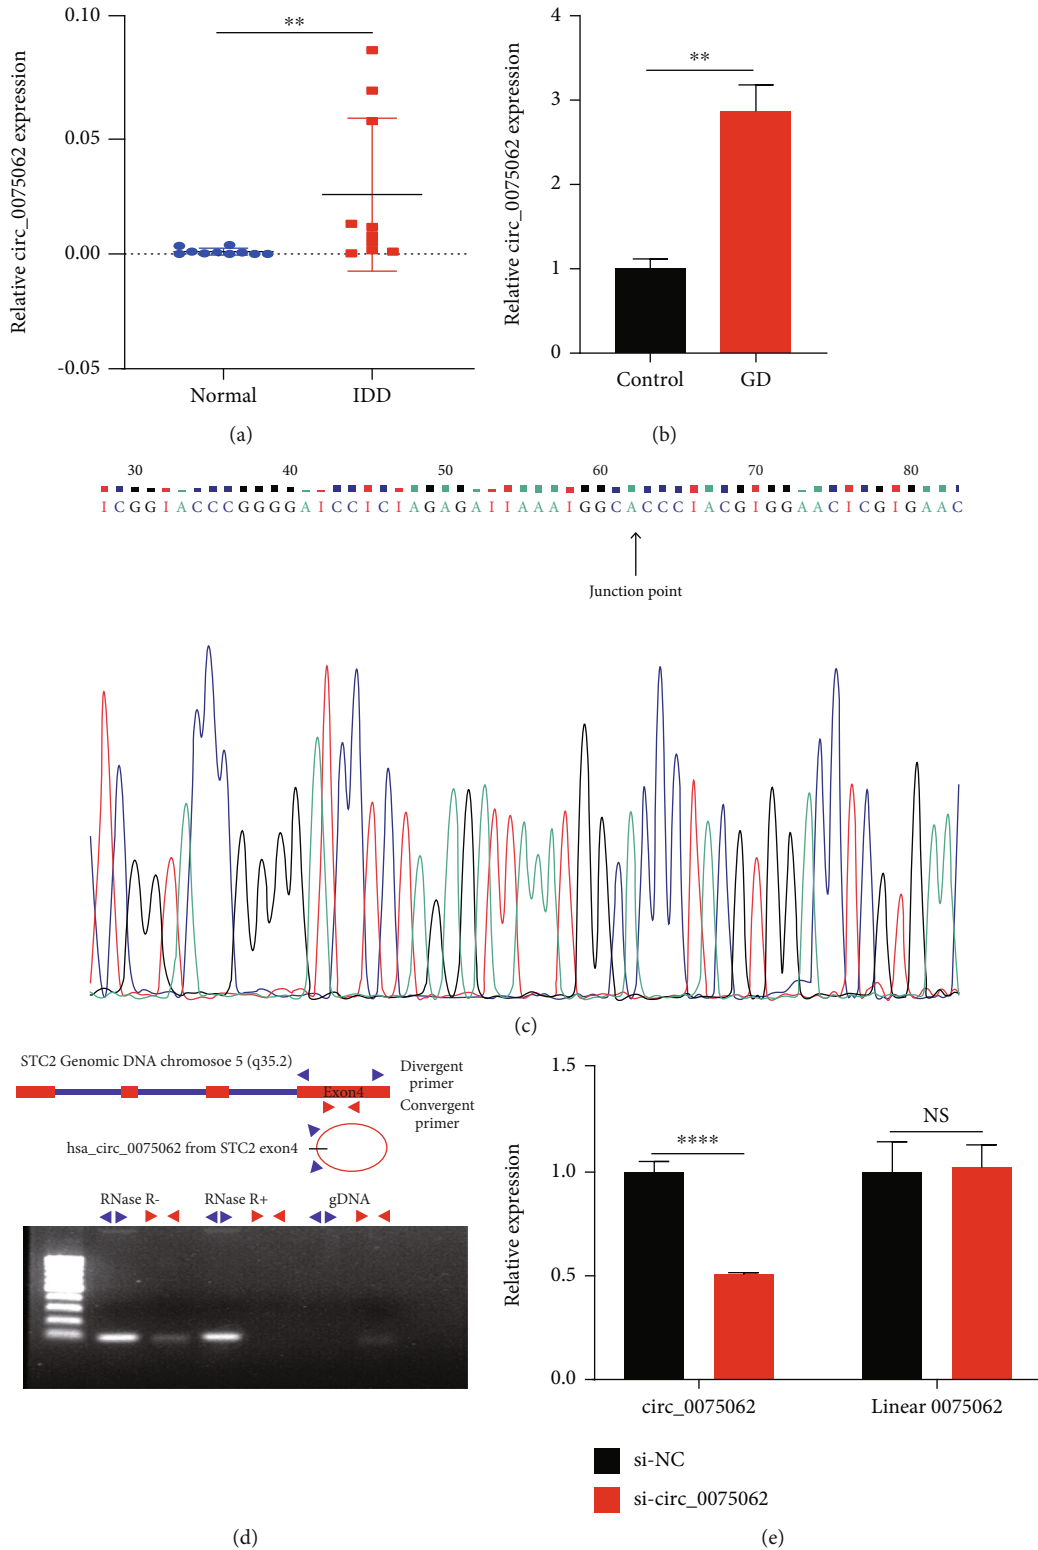 0.10
0.05
0.00
-0.05
Relative circ_0075062 expression
**
Normal
IDD
(a)
4
3
2
1
0
Relative circ_0075062 expression
**
Control
GD
(b)
30 40 50 60 70 80
I C G G I A C C C G G G G A I C C I C I A G A G A I I A A A I G G C A C C C I A C G I G G A A C I C G I G A A C
Junction point
(c)
STC2 Genomic DNA chromosoe 5 (q35.2)
Divergent
primer
Exon4
Convergent
primer
hsa_circ_0075062 from STC2 exon4
RNase R- RNase R+ gDNA
(d)
1.5
1.0
0.5
0.0
Relative expression
****
NS
circ_0075062
Linear 0075062
si-NC
si-circ_0075062
(e)